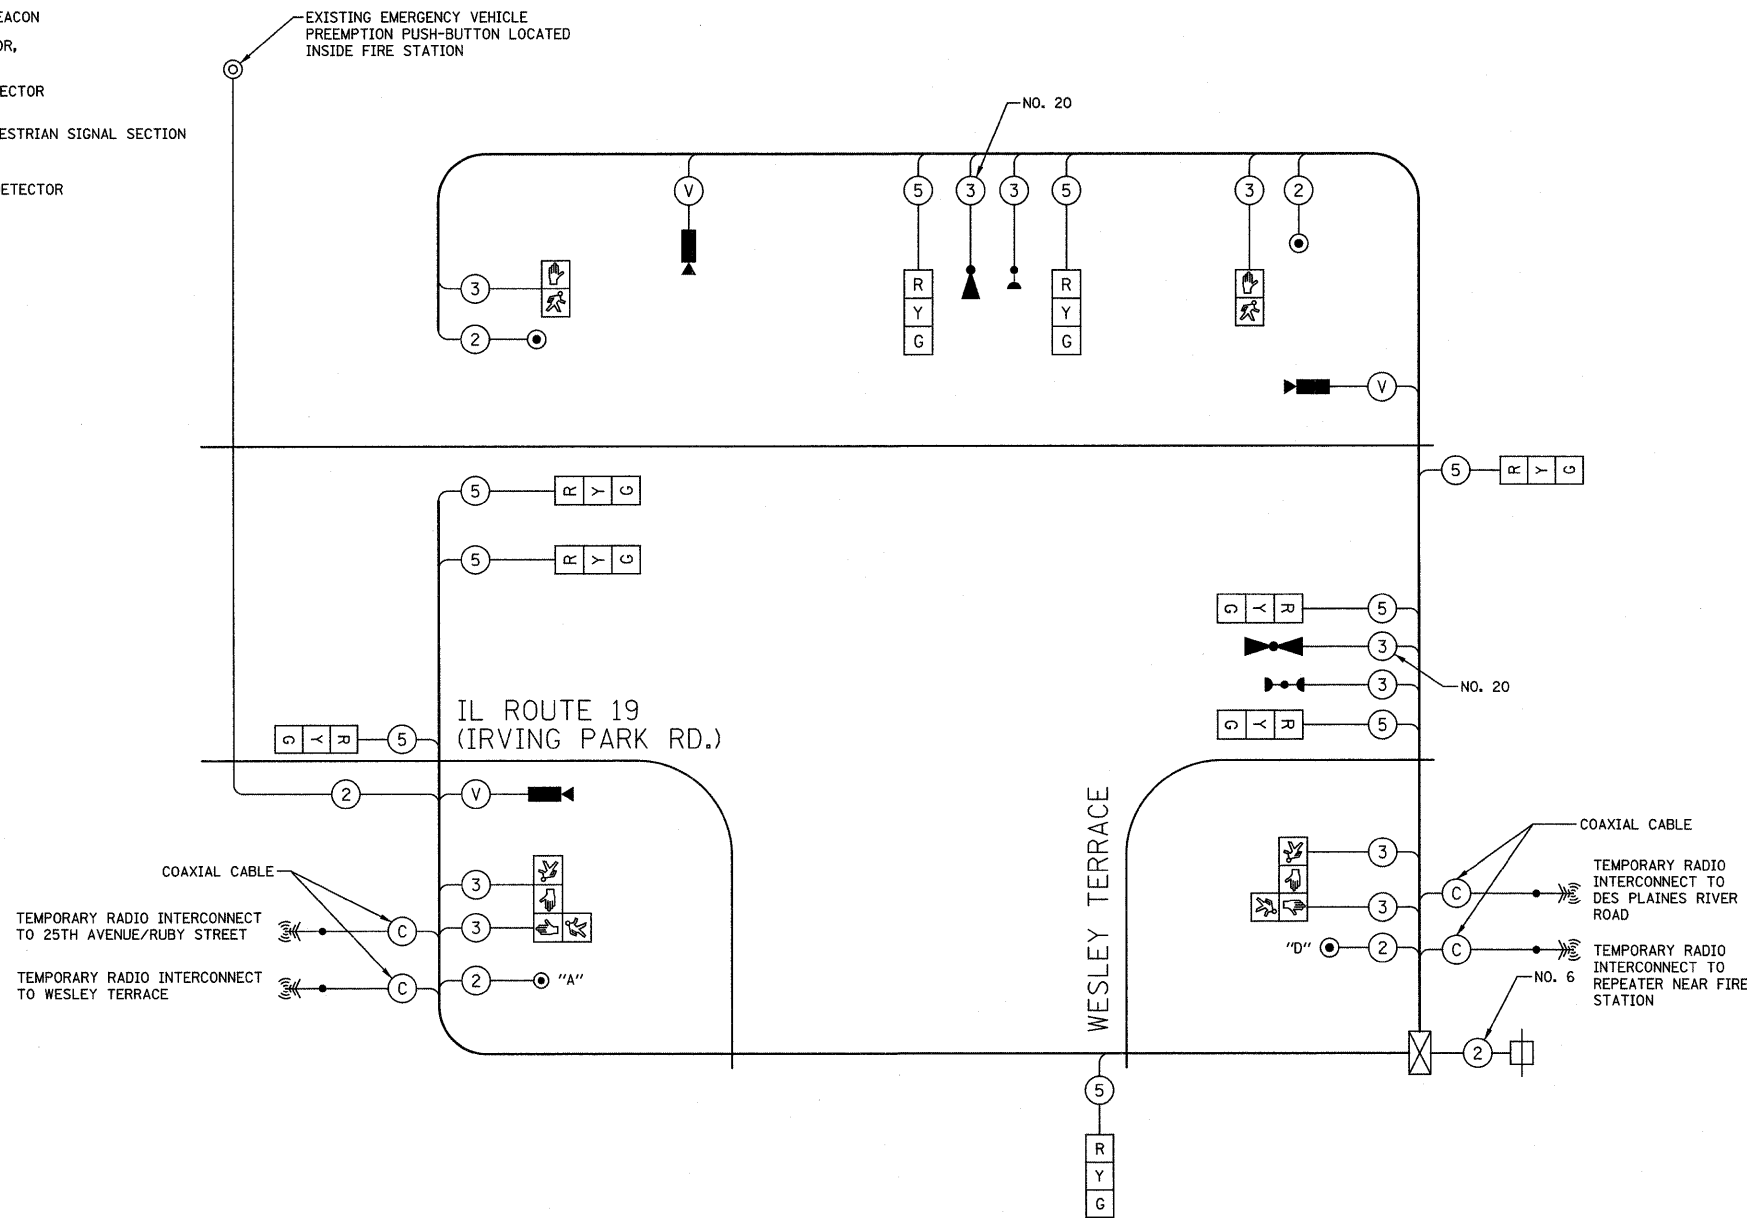 EACON
OR,
ECTOR
ESTRIAN SIGNAL SECTION
ETECTOR
EXISTING EMERGENCY VEHICLE
PREEMPTION PUSH-BUTTON LOCATED
INSIDE FIRE STATION
NO. 20
V
5
3
3
5
3
2
R
Y
G
R
Y
G
3
2
V
5
R Y G
5
R Y G
5
R Y G
G Y R
5
3
NO. 20
3
G Y R
5
IL ROUTE 19
(IRVING PARK RD.)
G Y R
5
2
V
WESLEY TERRACE
COAXIAL CABLE
3
TEMPORARY RADIO INTERCONNECT
TO 25TH AVENUE/RUBY STREET
C
3
TEMPORARY RADIO INTERCONNECT
TO WESLEY TERRACE
C
2
"A"
3
3
"D"
2
COAXIAL CABLE
C
TEMPORARY RADIO
INTERCONNECT TO
DES PLAINES RIVER
ROAD
C
TEMPORARY RADIO
INTERCONNECT TO
REPEATER NEAR FIRE
STATION
NO. 6
2
5
R
Y
G